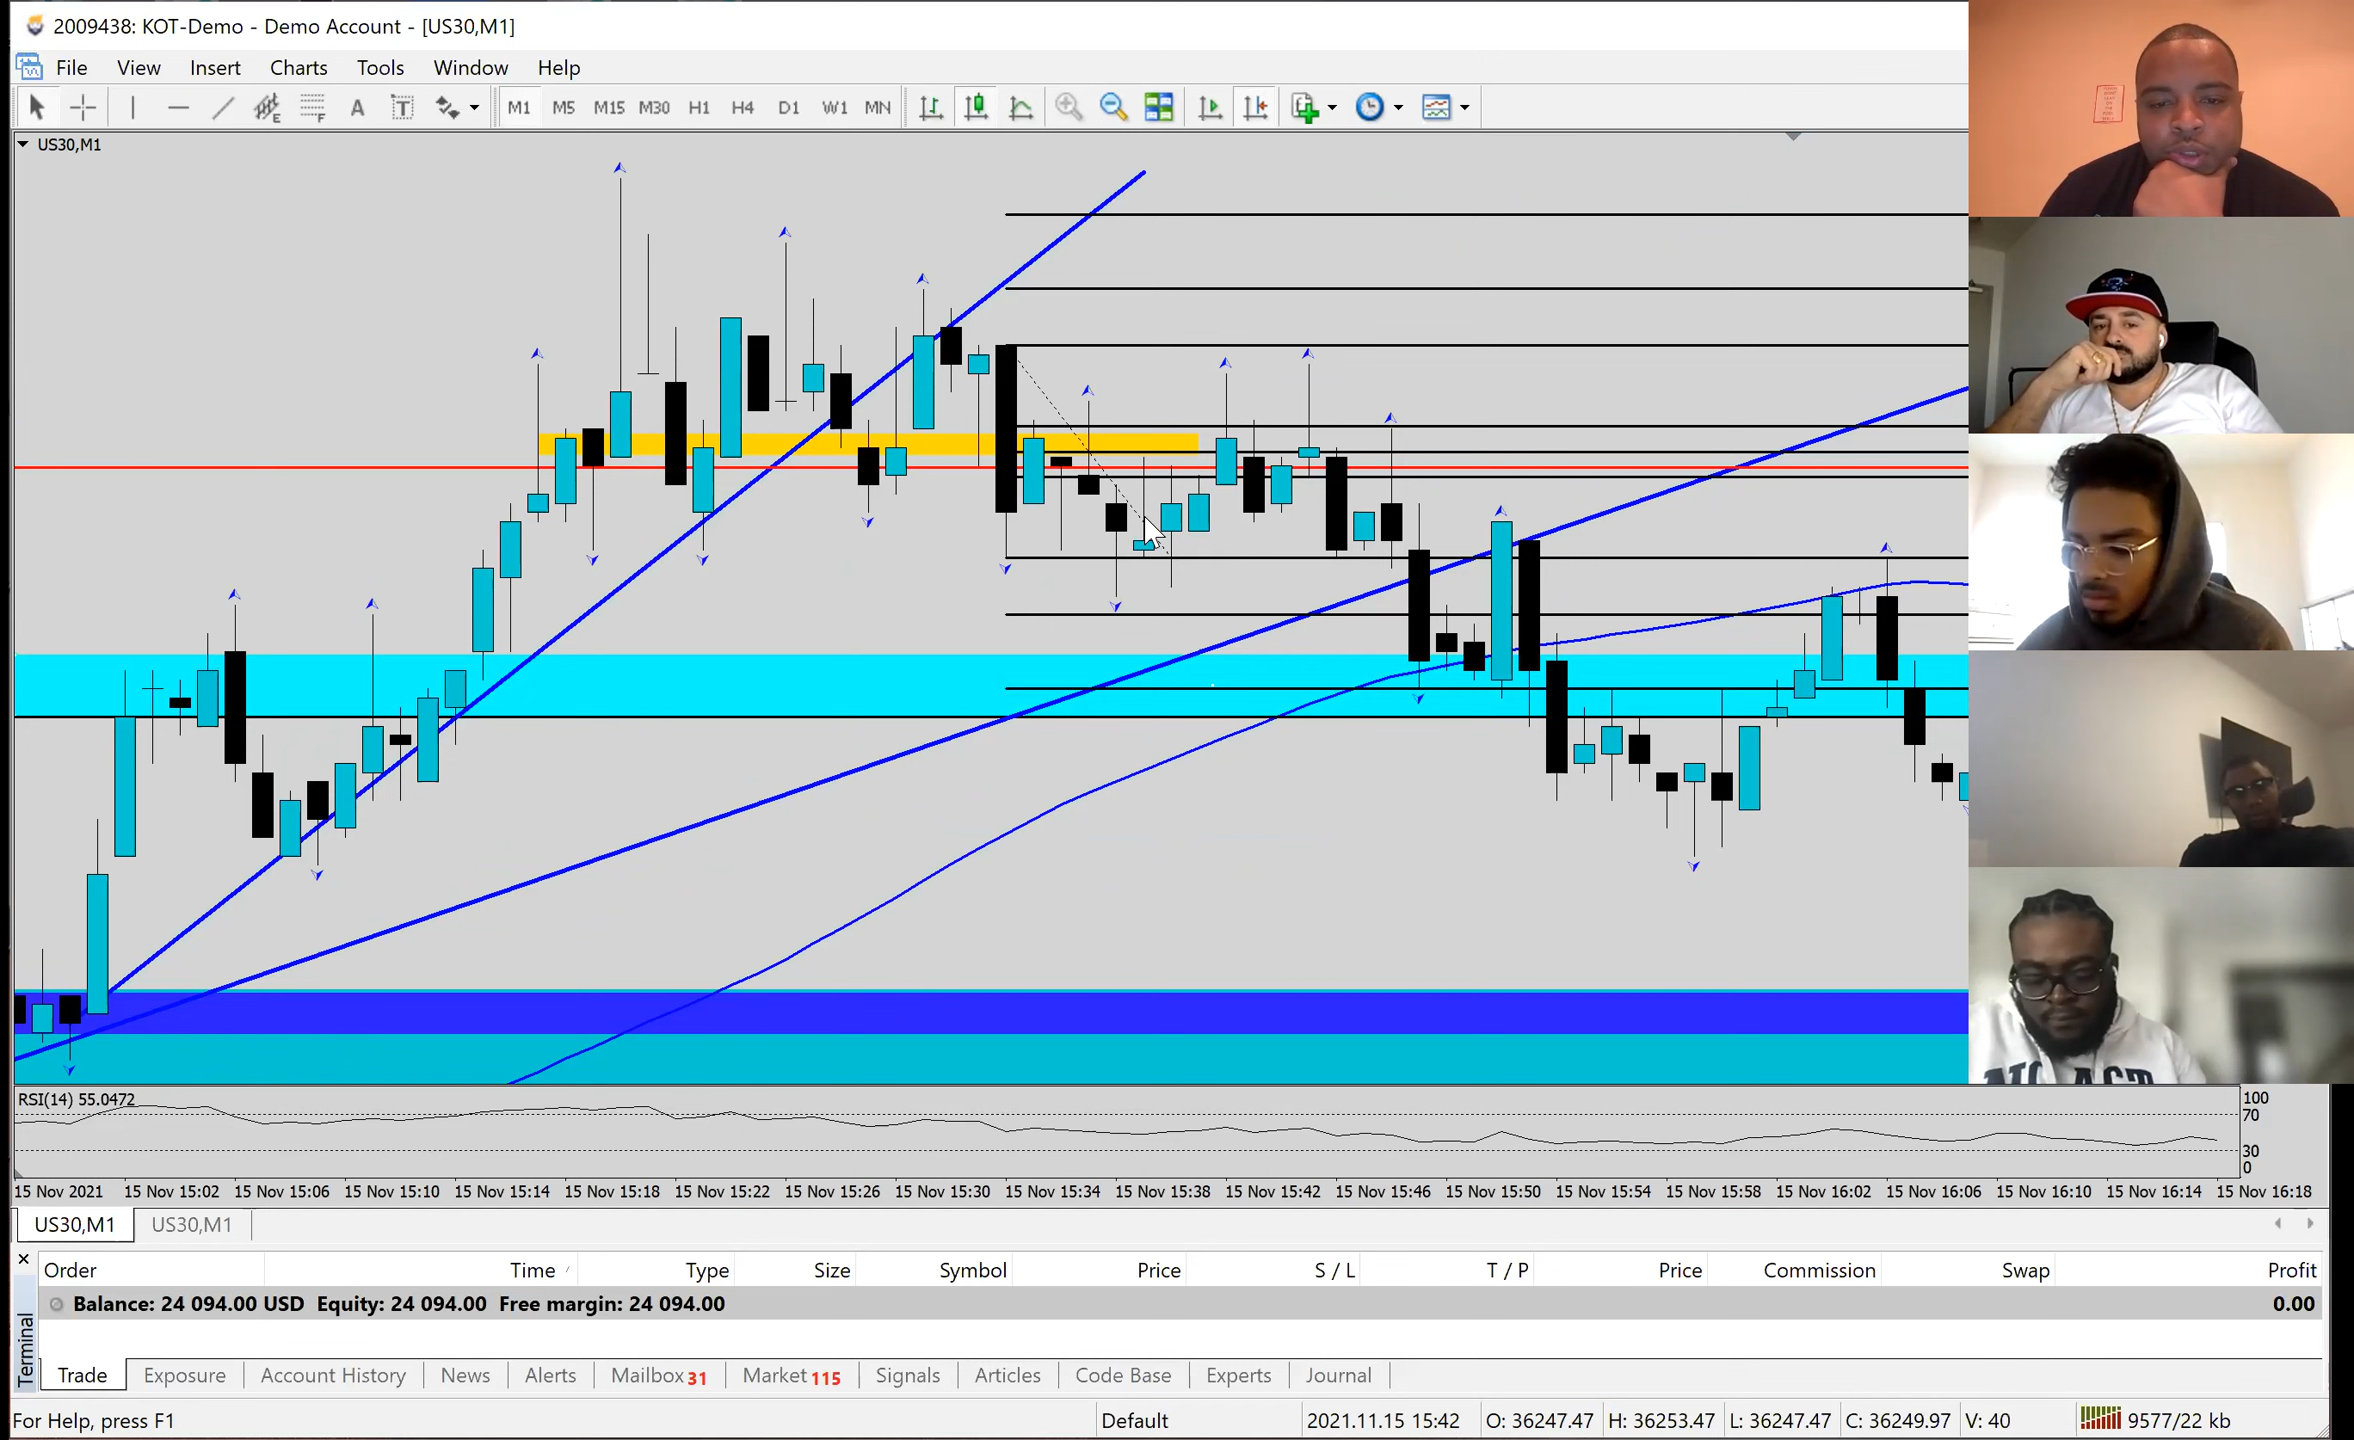 2009438: KOT-Demo - Demo Account - [US30,M1]
File View Insert Charts Tools Window Help
A T M1 M5 M15 M30 H1 H4 D1 W1 MN
US30,M1
RSI(14) 55.0472
100
70
30
0
15 Nov 2021 15 Nov 15:02 15 Nov 15:06 15 Nov 15:10 15 Nov 15:14 15 Nov 15:18 15 Nov 15:22 15 Nov 15:26 15 Nov 15:30 15 Nov 15:34 15 Nov 15:38 15 Nov 15:42 15 Nov 15:46 15 Nov 15:50 15 Nov 15:54 15 Nov 15:58 15 Nov 16:02 15 Nov 16:06 15 Nov 16:10 15 Nov 16:14 15 Nov 16:18
US30,M1 US30,M1
Order Time Type Size Symbol Price S / L T / P Price Commission Swap Profit
Balance: 24 094.00 USD Equity: 24 094.00 Free margin: 24 094.00 0.00
Terminal
Trade Exposure Account History News Alerts Mailbox 31 Market 115 Signals Articles Code Base Experts Journal
For Help, press F1 Default 2021.11.15 15:42 O: 36247.47 H: 36253.47 L: 36247.47 C: 36249.97 V: 40 9577/22 kb